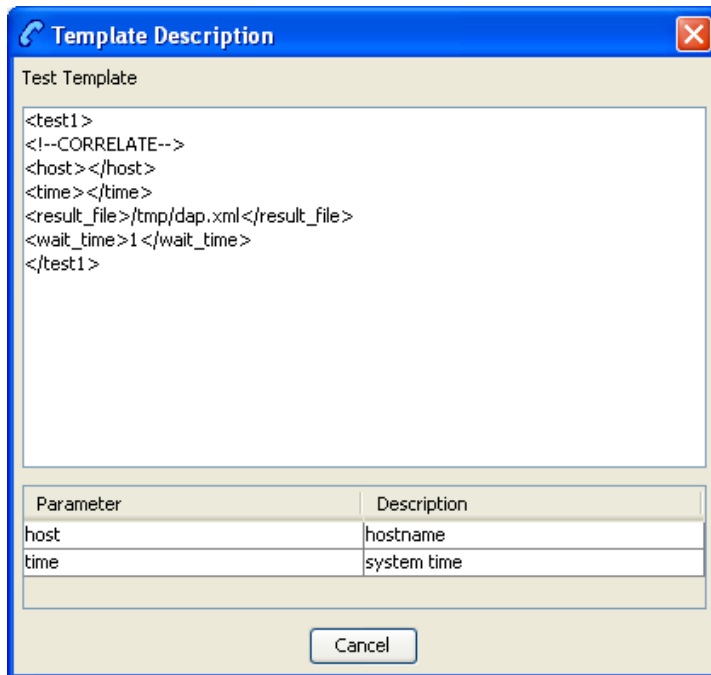 Template Description
Test Template
<test1>
<!--CORRELATE-->
<host></host>
<time></time>
<result_file>/tmp/dap.xml</result_file>
<wait_time>1</wait_time>
</test1>
Parameter Description
host hostname
time system time
Cancel